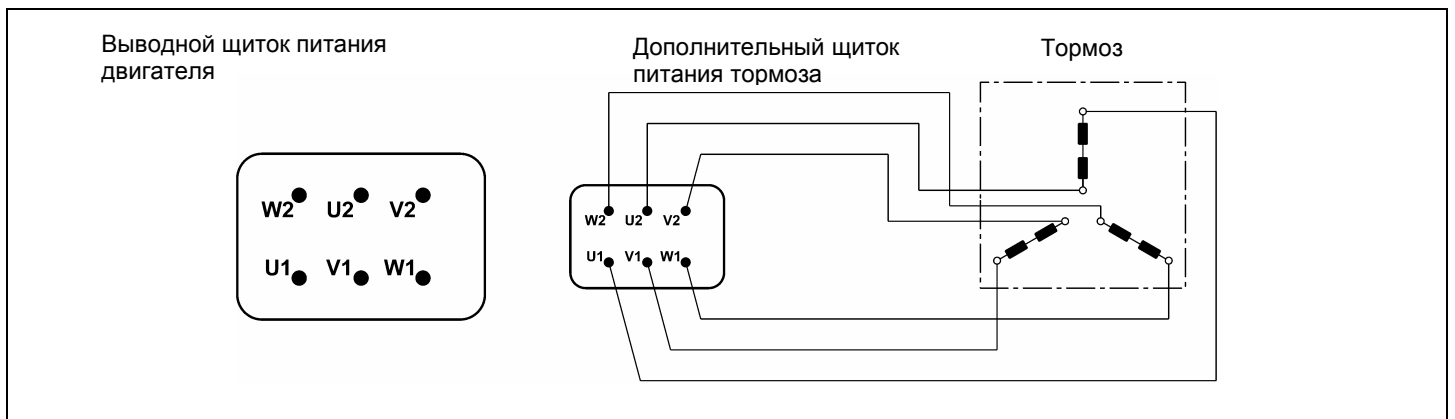 Выводной щиток питания
двигателя
Дополнительный щиток
питания тормоза
Тормоз
W2 U2 V2
U1 V1 W1
W2 U2 V2
U1 V1 W1